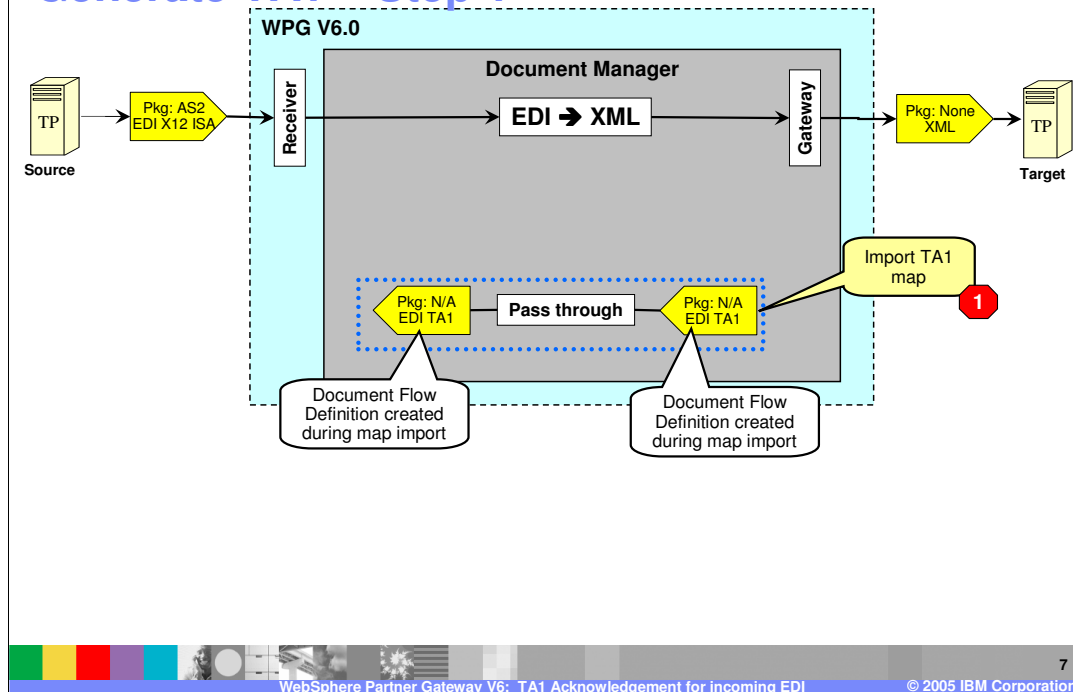 WPG V6.0
Document Manager
TP
Source
Pkg: AS2
EDI X12 ISA
Receiver
EDI ➔ XML
Gateway
Pkg: None
XML
TP
Target
Import TA1
map
1
Pkg: N/A
EDI TA1
Pass through
Pkg: N/A
EDI TA1
Document Flow
Definition created
during map import
Document Flow
Definition created
during map import
7
WebSphere Partner Gateway V6: TA1 Acknowledgement for incoming EDI
© 2005 IBM Corporation